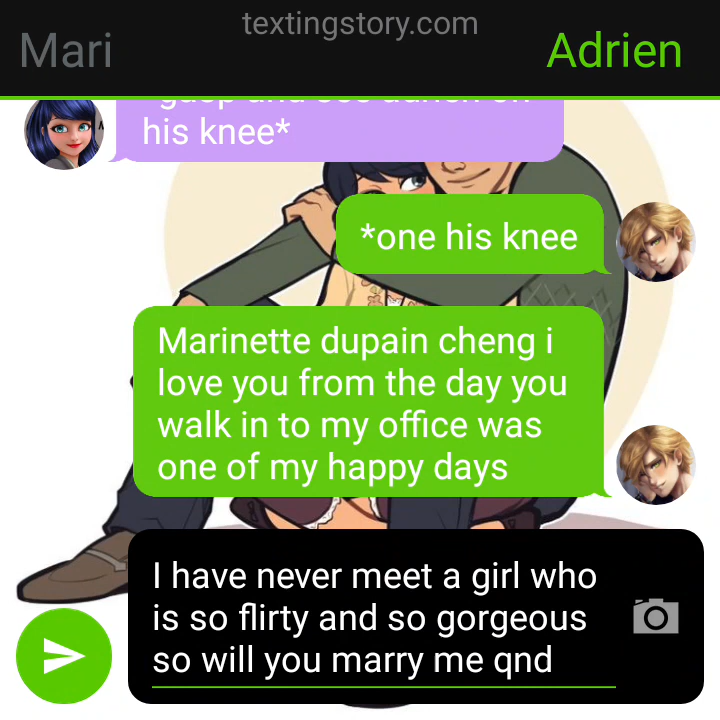 textingstory.com
Mari
Adrien
his knee*
*one his knee
Marinette dupain cheng i
love you from the day you
walk in to my office was
one of my happy days
I have never meet a girl who
is so flirty and so gorgeous
so will you marry me qnd